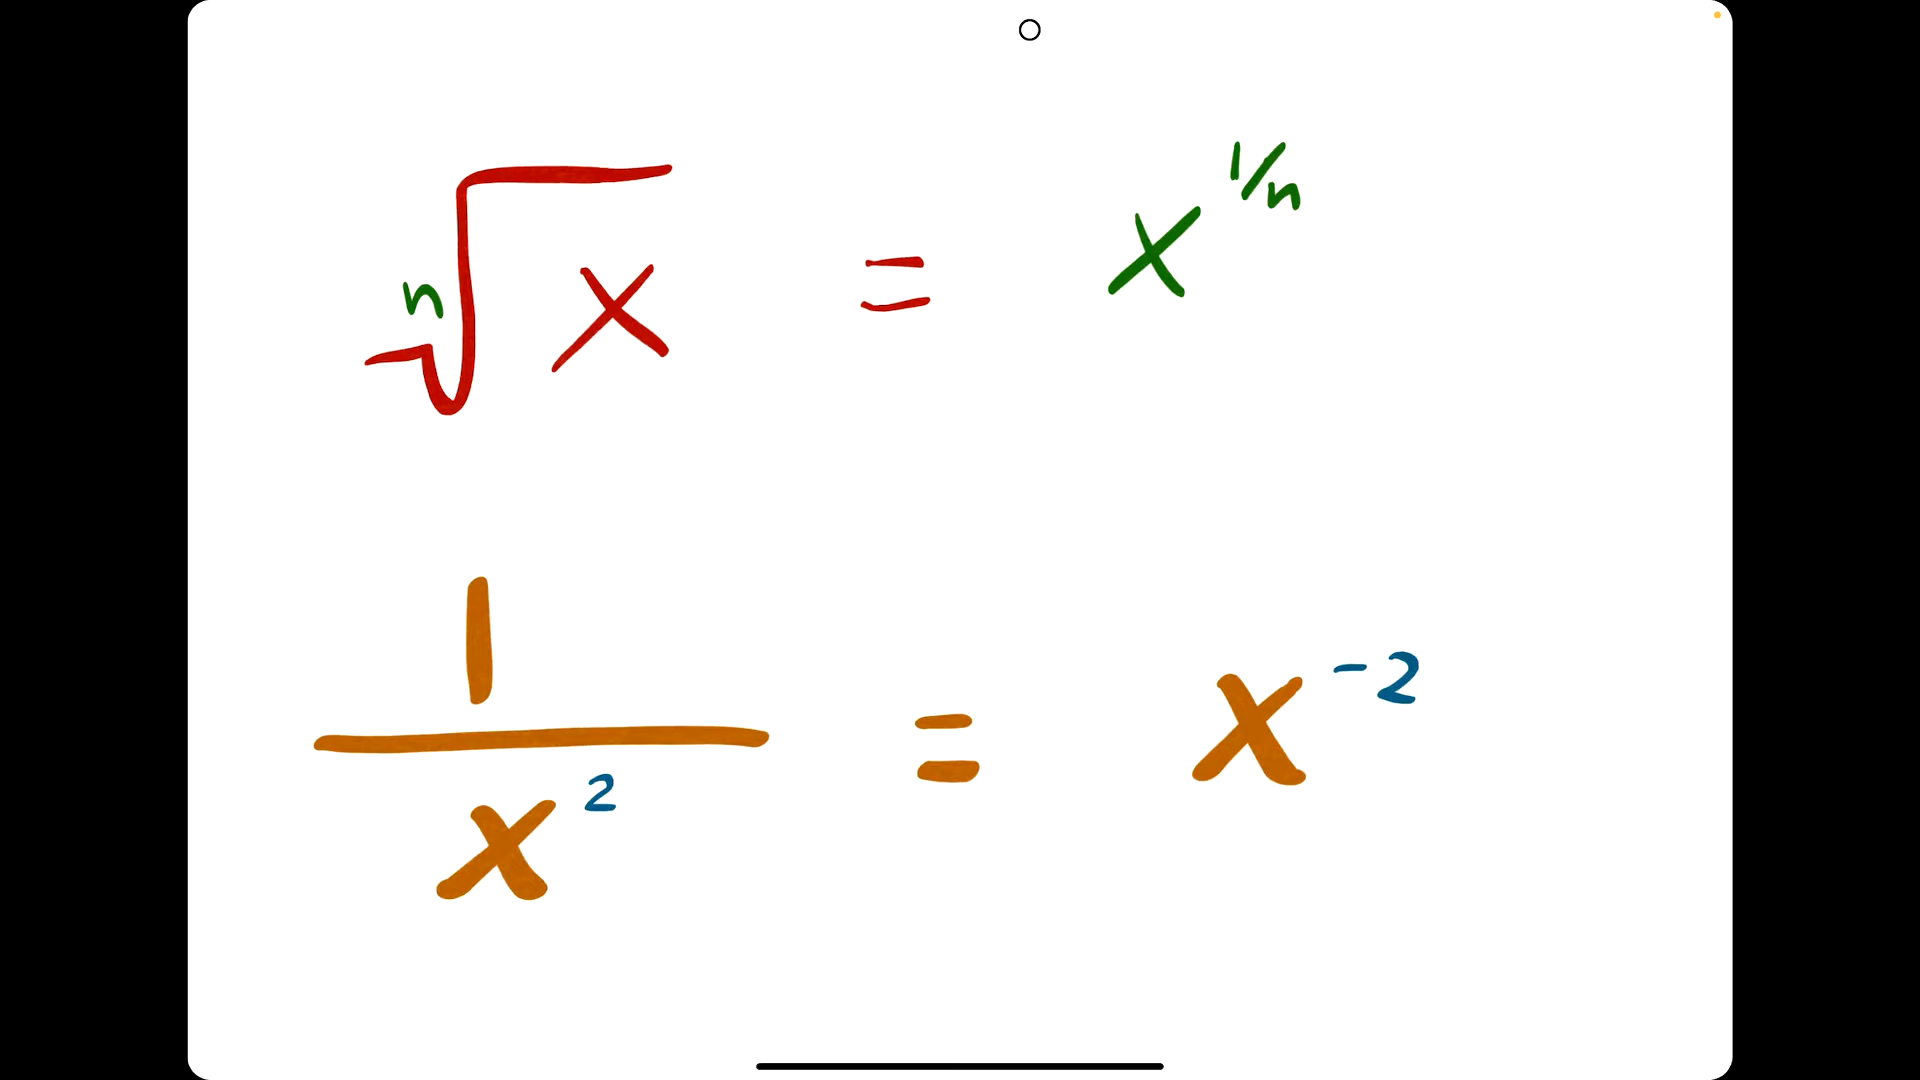 ⁿ√x = x^1/n
1/x² = x⁻²